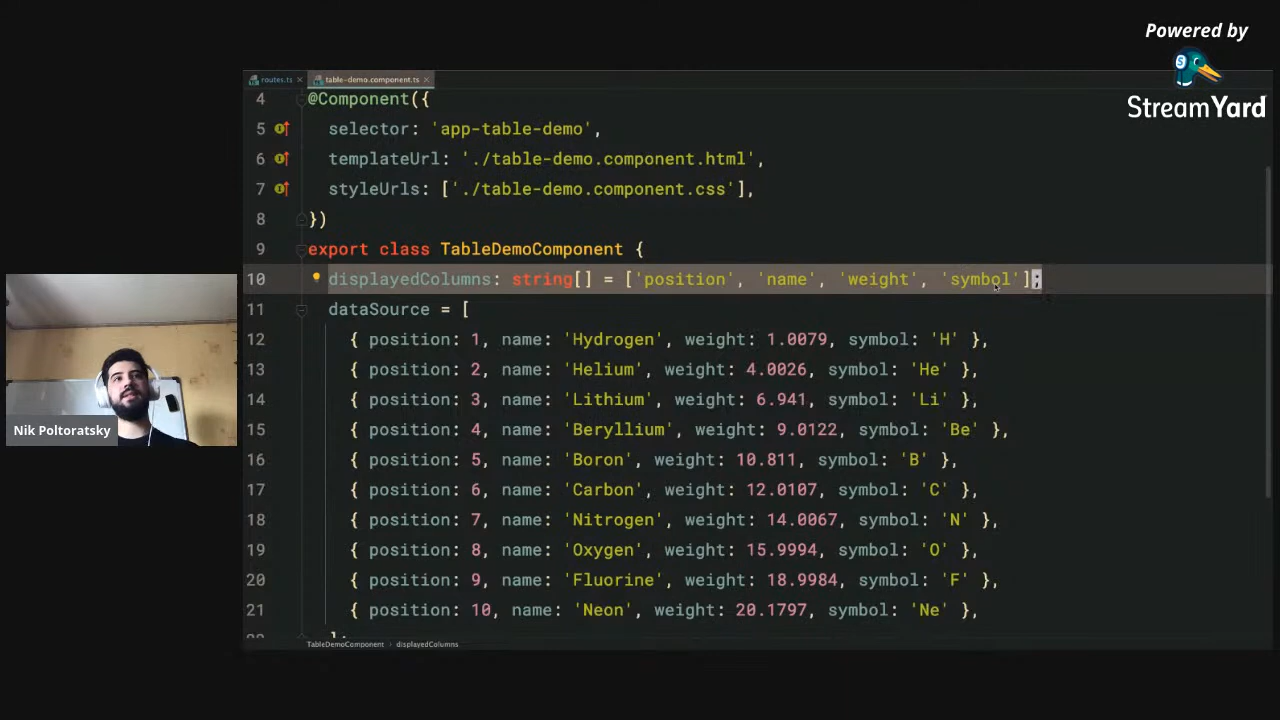 Powered by
StreamYard
routes.ts
table-demo.component.ts
4 @Component({
5 selector: 'app-table-demo',
6 templateUrl: './table-demo.component.html',
7 styleUrls: ['./table-demo.component.css'],
8 })
9 export class TableDemoComponent {
10 displayedColumns: string[] = ['position', 'name', 'weight', 'symbol'];
11 dataSource = [
12 { position: 1, name: 'Hydrogen', weight: 1.0079, symbol: 'H' },
13 { position: 2, name: 'Helium', weight: 4.0026, symbol: 'He' },
14 { position: 3, name: 'Lithium', weight: 6.941, symbol: 'Li' },
15 { position: 4, name: 'Beryllium', weight: 9.0122, symbol: 'Be' },
16 { position: 5, name: 'Boron', weight: 10.811, symbol: 'B' },
17 { position: 6, name: 'Carbon', weight: 12.0107, symbol: 'C' },
18 { position: 7, name: 'Nitrogen', weight: 14.0067, symbol: 'N' },
19 { position: 8, name: 'Oxygen', weight: 15.9994, symbol: 'O' },
20 { position: 9, name: 'Fluorine', weight: 18.9984, symbol: 'F' },
21 { position: 10, name: 'Neon', weight: 20.1797, symbol: 'Ne' },
TableDemoComponent › displayedColumns
Nik Poltoratsky